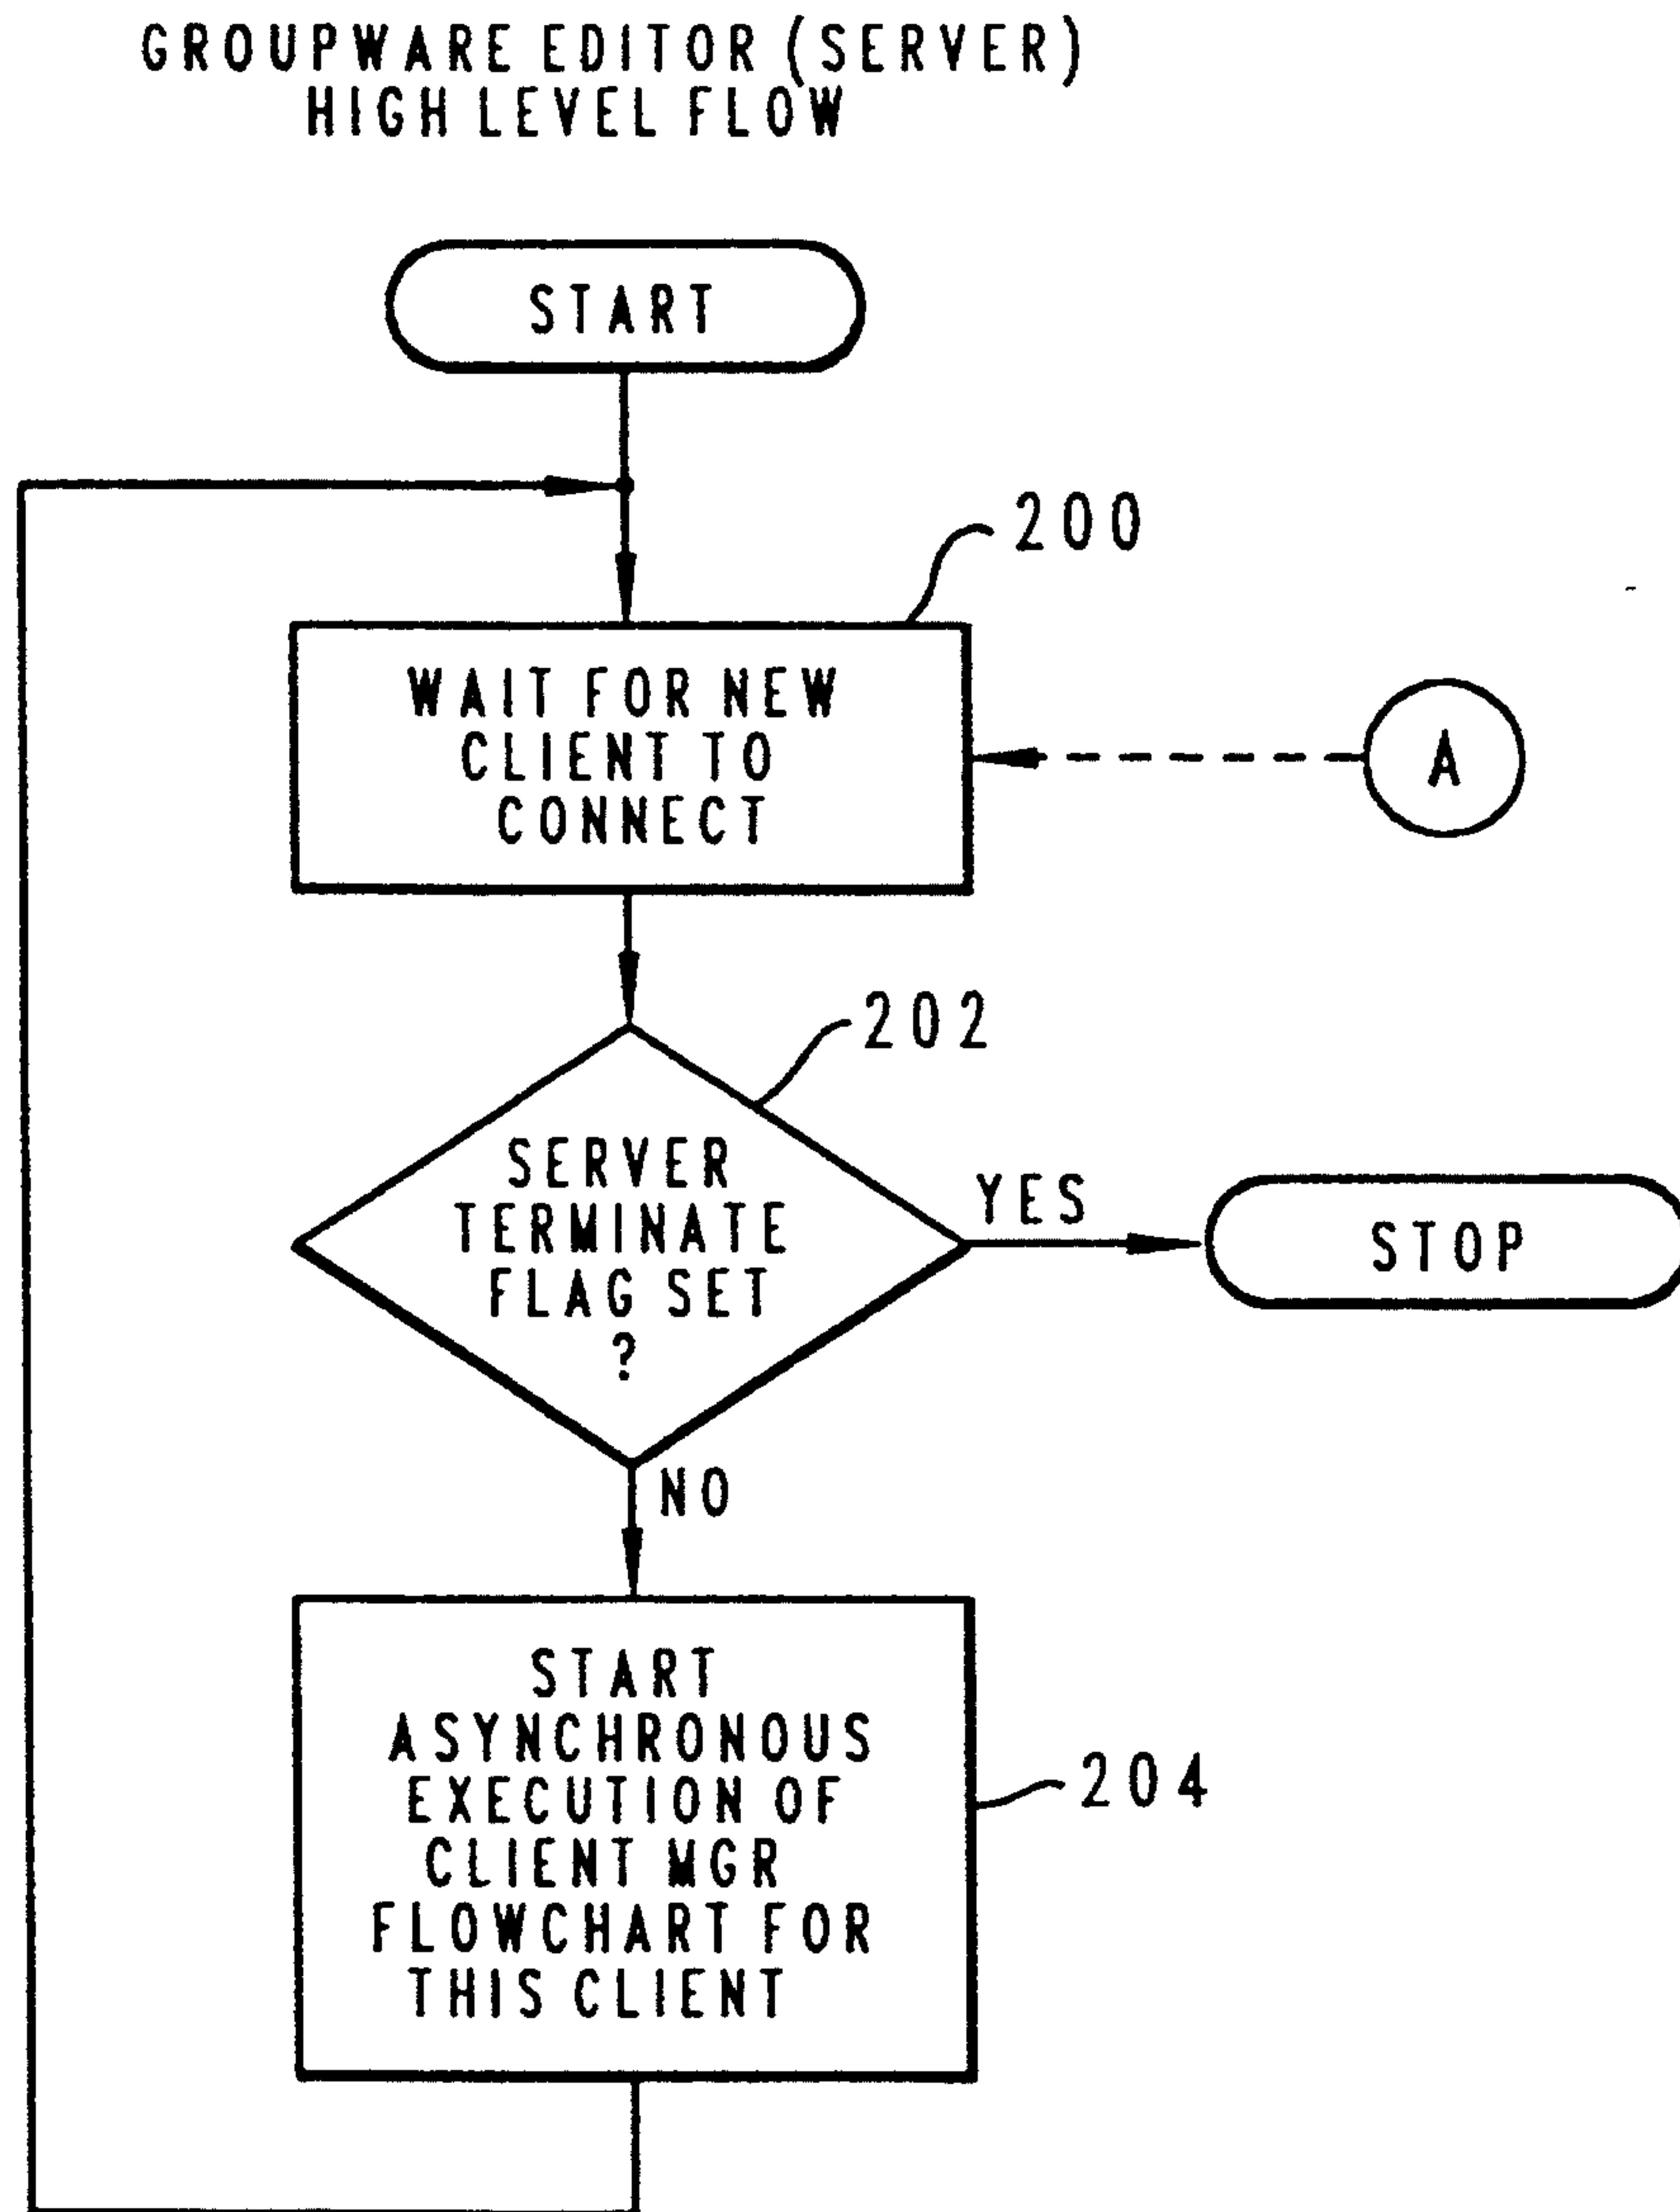 GROUPWARE EDITOR (SERVER)
HIGH LEVEL FLOW
START
200
WAIT FOR NEW
CLIENT TO
CONNECT
A
202
SERVER
TERMINATE
FLAG SET
?
YES
STOP
NO
START
ASYNCHRONOUS
EXECUTION OF
CLIENT MGR
FLOWCHART FOR
THIS CLIENT
204